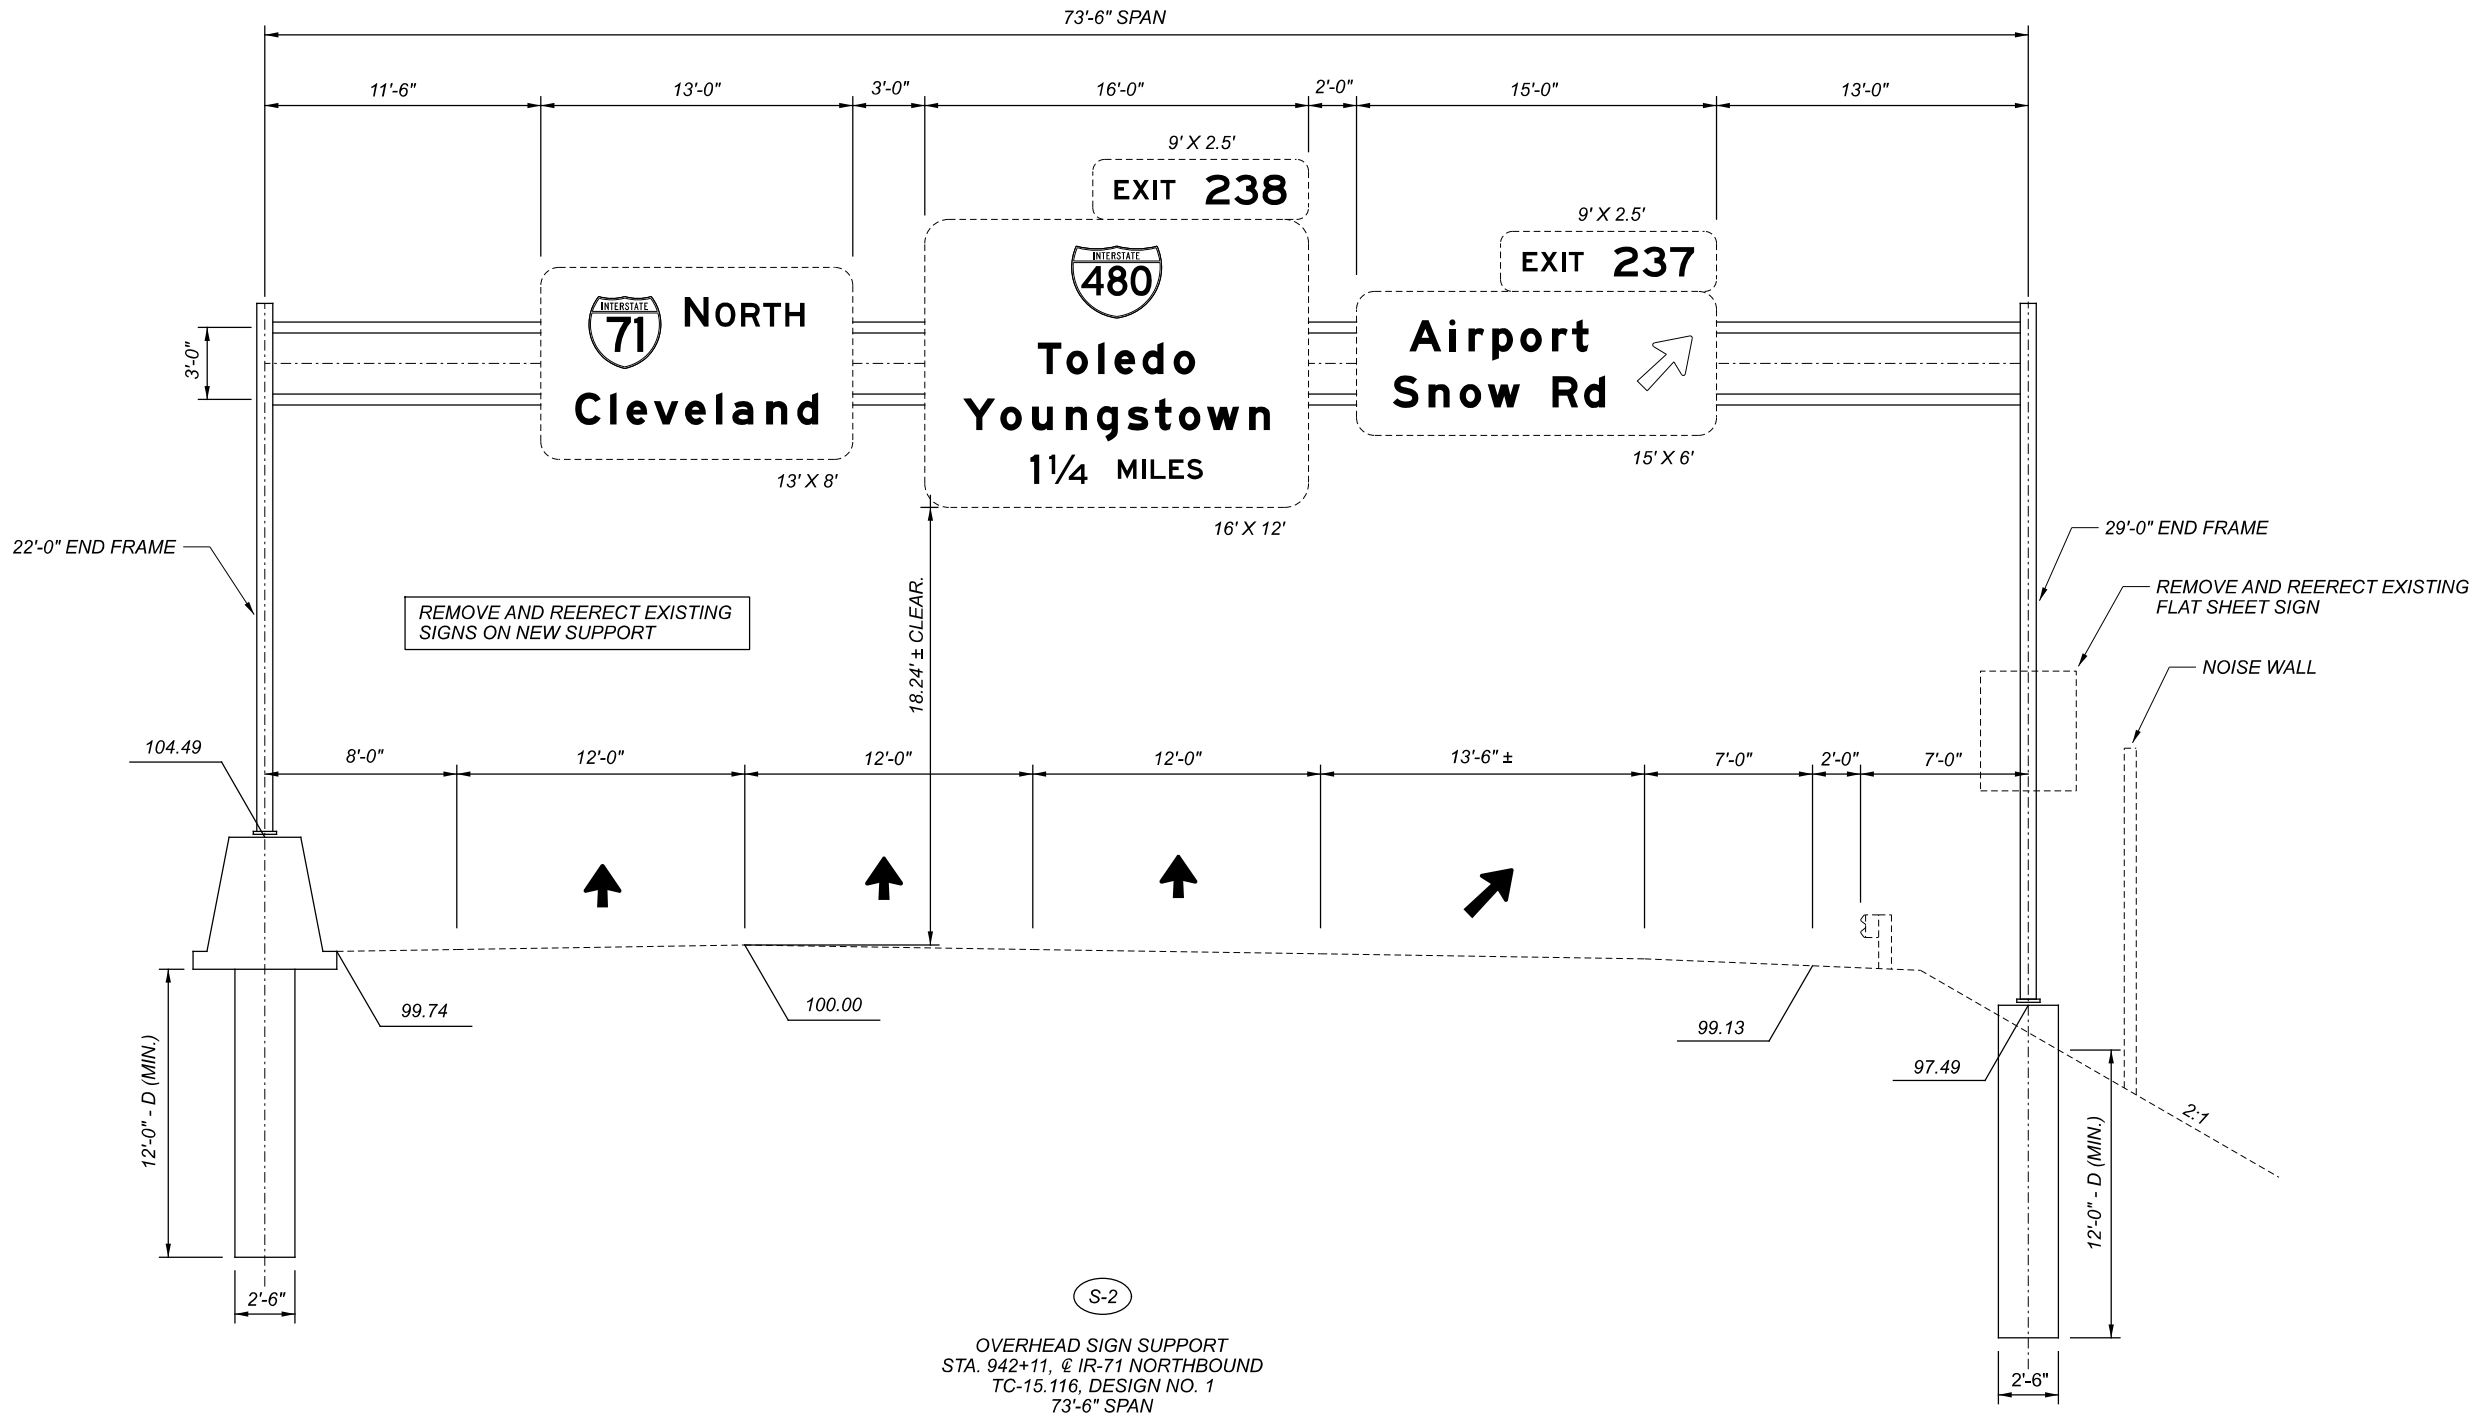 73'-6" SPAN
11'-6"
13'-0"
3'-0"
16'-0"
2'-0"
15'-0"
13'-0"
9' X 2.5'
EXIT 238
9' X 2.5'
EXIT 237
INTERSTATE
71
NORTH
Cleveland
13' X 8'
INTERSTATE
480
Toledo
Youngstown
1¼ MILES
16' X 12'
Airport
Snow Rd
15' X 6'
3'-0"
22'-0" END FRAME
29'-0" END FRAME
REMOVE AND REERECT EXISTING
SIGNS ON NEW SUPPORT
18.24' ± CLEAR.
REMOVE AND REERECT EXISTING
FLAT SHEET SIGN
NOISE WALL
104.49
8'-0"
12'-0"
12'-0"
12'-0"
13'-6" ±
7'-0"
2'-0"
7'-0"
99.74
100.00
99.13
97.49
12'-0" - D (MIN.)
2:1
12'-0" - D (MIN.)
2'-6"
2'-6"
S-2
OVERHEAD SIGN SUPPORT
STA. 942+11, ℄ IR-71 NORTHBOUND
TC-15.116, DESIGN NO. 1
73'-6" SPAN